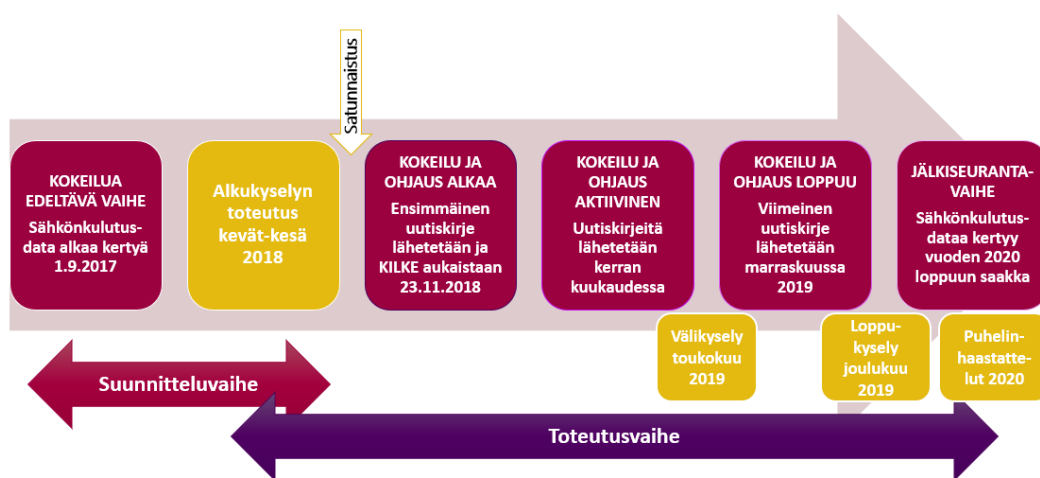 Satunnaistus
KOKEILUA
EDELTÄVÄ VAIHE
Sähkönkulutus-
data alkaa kertyä
1.9.2017
Alkukyselyn
toteutus
kevät-kesä
2018
KOKEILU JA
OHJAUS ALKAA
Ensimmäinen
uutiskirje
lähetetään ja
KILKE aukaistaan
23.11.2018
KOKEILU JA
OHJAUS
AKTIIVINEN
Uutiskirjeitä
lähetetään
kerran
kuukaudessa
KOKEILU JA
OHJAUS LOPPUU
Viimeinen
uutiskirje
lähetetään
marraskuussa
2019
JÄLKISEURANTA-
VAIHE
Sähkönkulutus-
dataa kertyy
vuoden 2020
loppuun saakka
Välikysely
toukokuu
2019
Loppu-
kysely
joulukuu
2019
Puhelin-
haastatte-
lut 2020
Suunnitteluvaihe
Toteutusvaihe